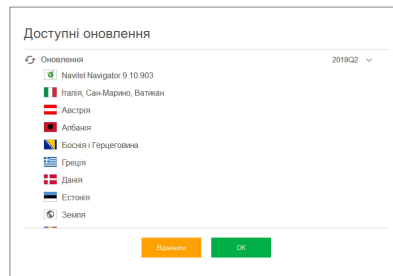 Доступні оновлення
Оновлення 2018Q2
Navitel Navigator 9.10.903
Італія, Сан-Марино, Ватикан
Австрія
Албанія
Боснія і Герцеговина
Греція
Данія
Естонія
Земля
Відмінити OK